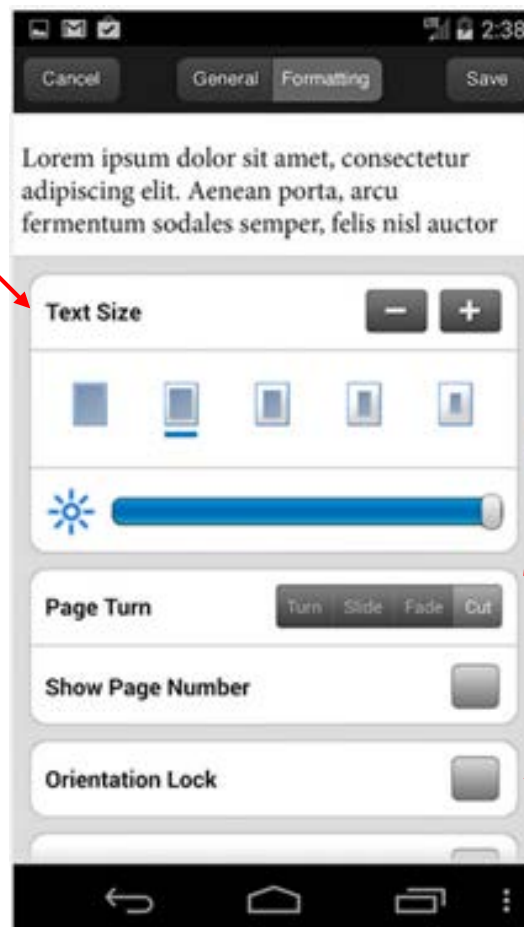 2:38
Cancel General Formatting Save
Lorem ipsum dolor sit amet, consectetur
adipiscing elit. Aenean porta, arcu
fermentum sodales semper, felis nisl auctor
Text Size
Page Turn Turn Slide Fade Cut
Show Page Number
Orientation Lock